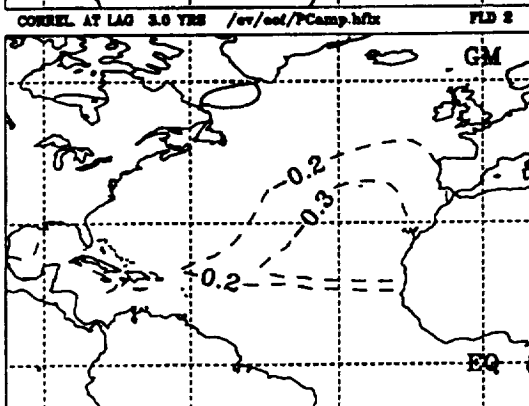 CORREL AT LAG 3.0 YRS /ev/eof/PCamp.hflx FLD 2
GM
-0.2
-0.3
-0.2
EQ